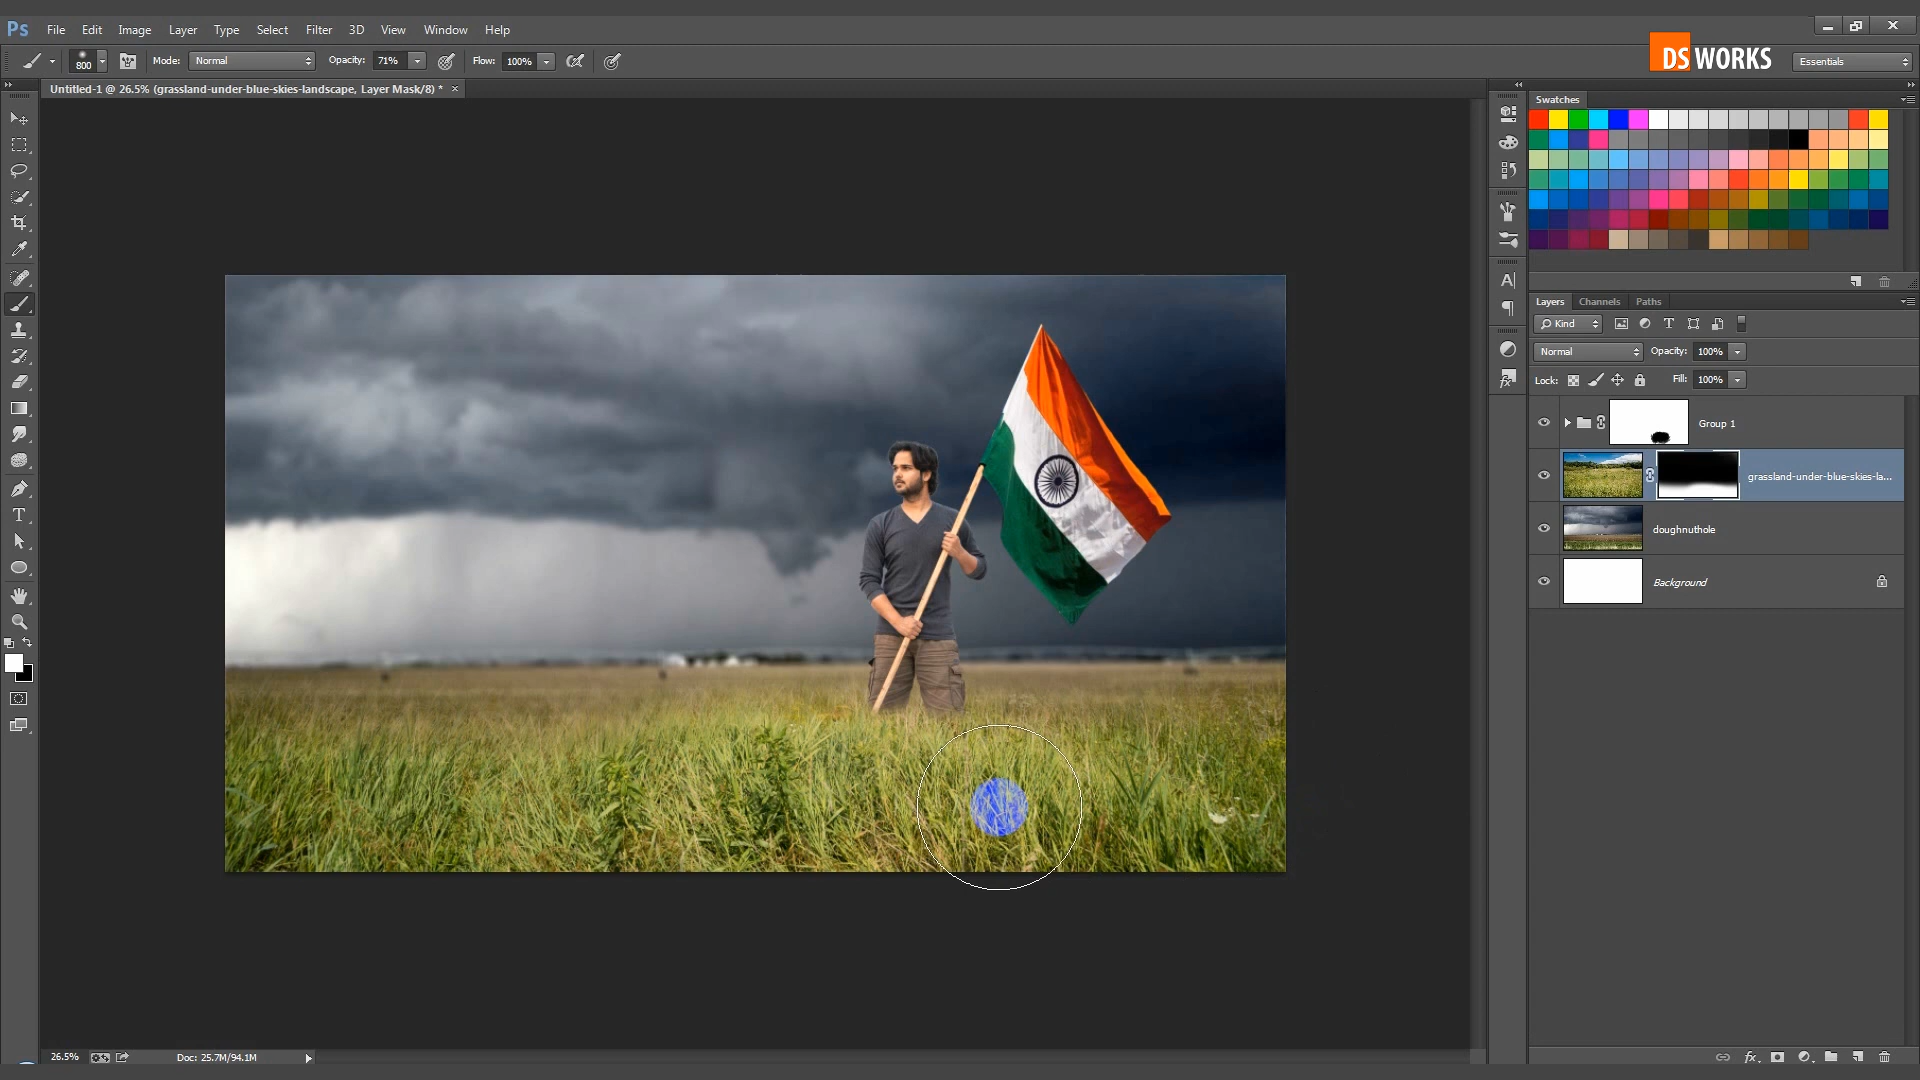 Ps File Edit Image Layer Type Select Filter 3D View Window Help
800 Mode: Normal Opacity: 71% Flow: 100%
DS WORKS
Essentials
Untitled-1 @ 26.5% (grassland-under-blue-skies-landscape, Layer Mask/8) * ×
Swatches
Layers Channels Paths
Kind
Normal Opacity: 100%
Lock: Fill: 100%
Group 1
grassland-under-blue-skies-la...
doughnuthole
Background
26.5% Doc: 25.7M/94.1M